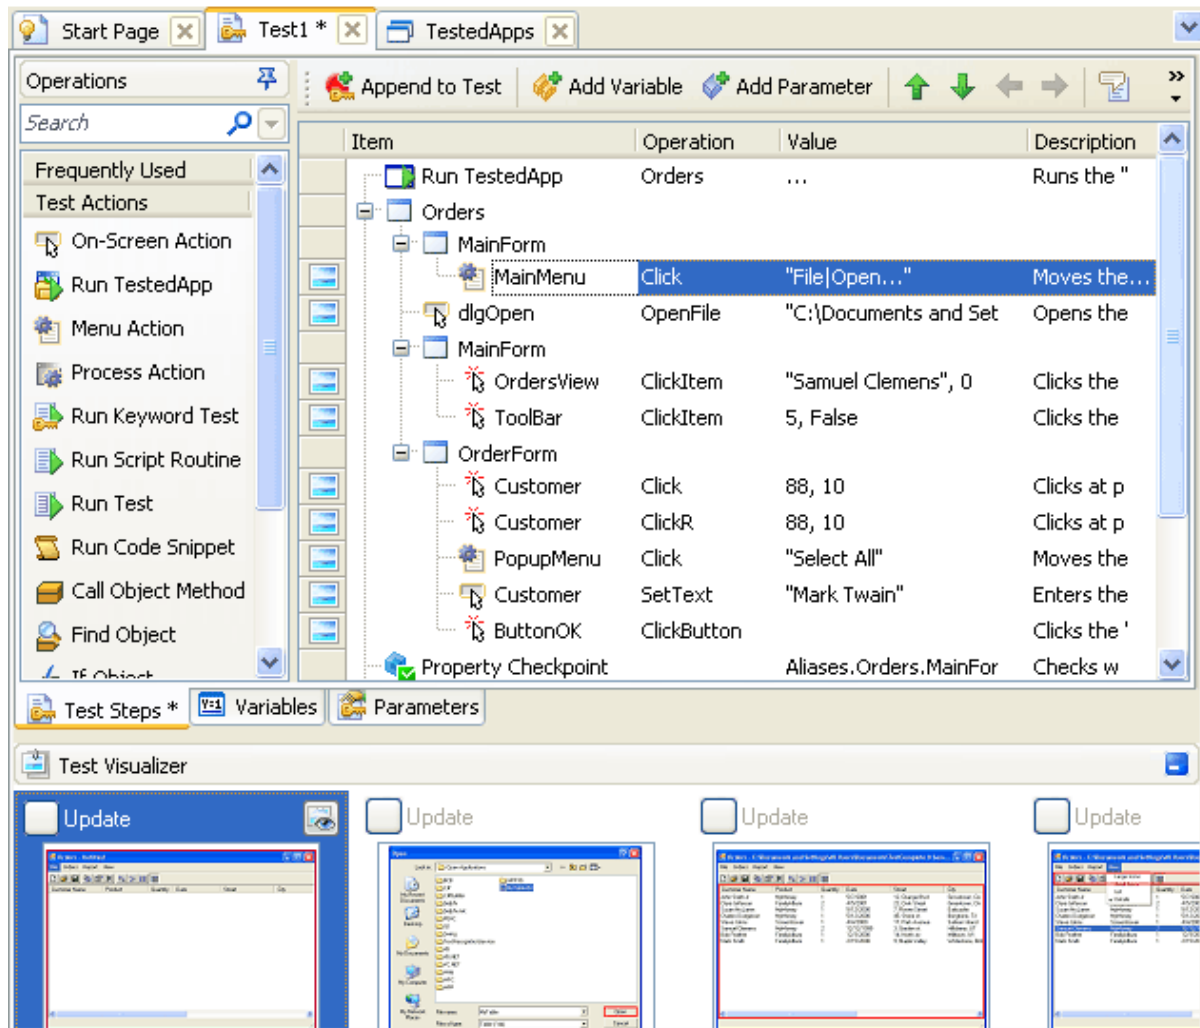 Start Page
Test1 *
TestedApps
Operations
Append to Test
Add Variable
Add Parameter
Search
Item Operation Value Description
Frequently Used
Test Actions
On-Screen Action
Run TestedApp
Menu Action
Process Action
Run Keyword Test
Run Script Routine
Run Test
Run Code Snippet
Call Object Method
Find Object
If Object
Run TestedApp Orders ... Runs the "
Orders
MainForm
MainMenu Click "File|Open..." Moves the...
dlgOpen OpenFile "C:\Documents and Set Opens the
MainForm
OrdersView ClickItem "Samuel Clemens", 0 Clicks the
ToolBar ClickItem 5, False Clicks the
OrderForm
Customer Click 88, 10 Clicks at p
Customer ClickR 88, 10 Clicks at p
PopupMenu Click "Select All" Moves the
Customer SetText "Mark Twain" Enters the
ButtonOK ClickButton Clicks the '
Property Checkpoint Aliases.Orders.MainFor Checks w
Test Steps *
Variables
Parameters
Test Visualizer
Update
Update
Update
Update
Open